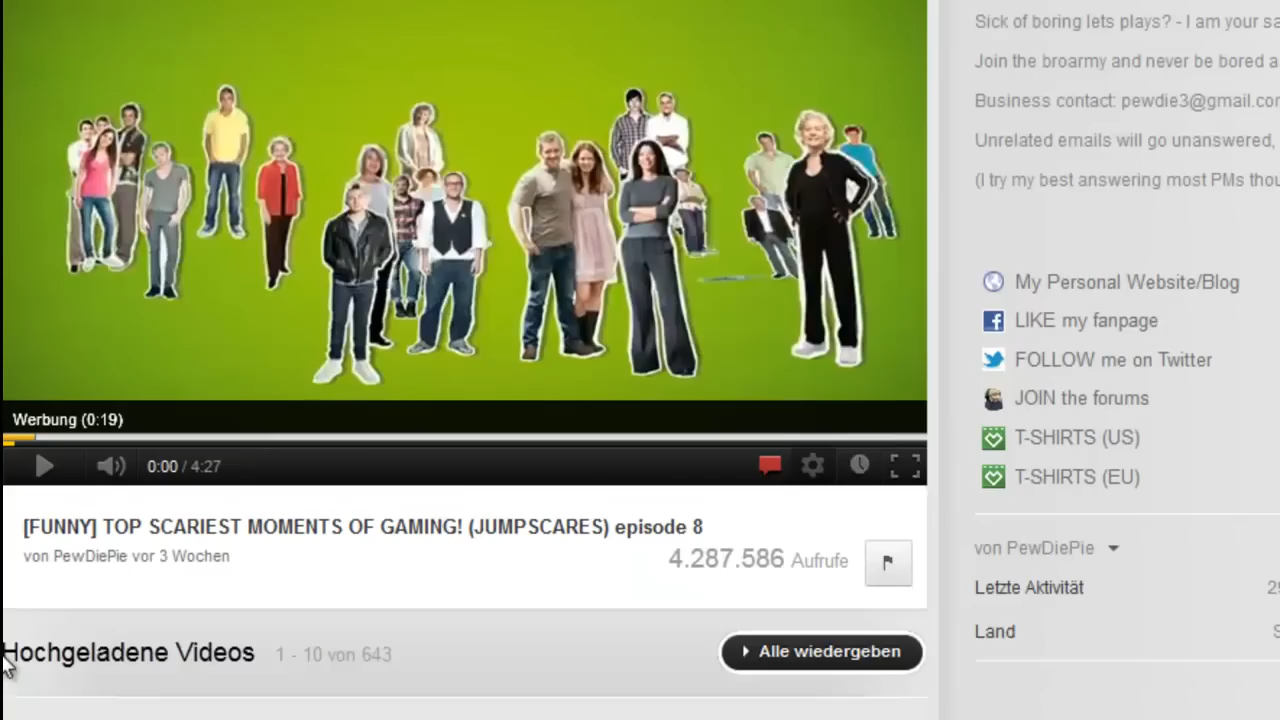 Sick of boring lets plays? - I am your
Join the broarmy and never be bored
Business contact: pewdie3@gmail.com
Unrelated emails will go unanswered,
(I try my best answering most PMs
My Personal Website/Blog
LIKE my fanpage
FOLLOW me on Twitter
JOIN the forums
T-SHIRTS (US)
T-SHIRTS (EU)
Werbung (0:19)
0:00 / 4:27
[FUNNY] TOP SCARIEST MOMENTS OF GAMING! (JUMPSCARES) episode 8
von PewDiePie vor 3 Wochen
4.287.586 Aufrufe
von PewDiePie
Letzte Aktivität
Land
Hochgeladene Videos 1 - 10 von 643
Alle wiedergeben